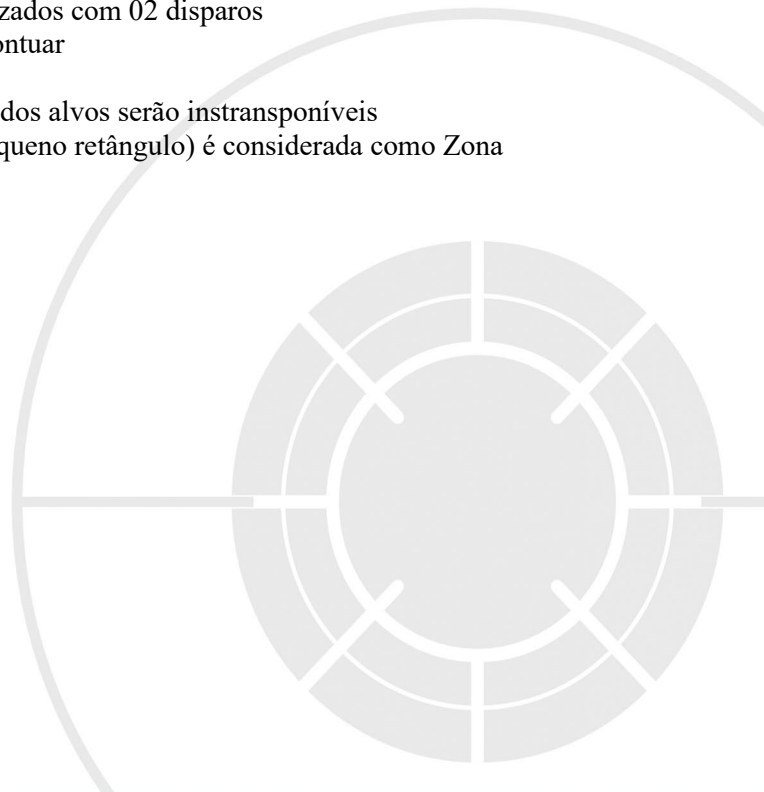 zados com 02 disparos
ontuar
dos alvos serão instransponíveis
queno retângulo) é considerada como Zona